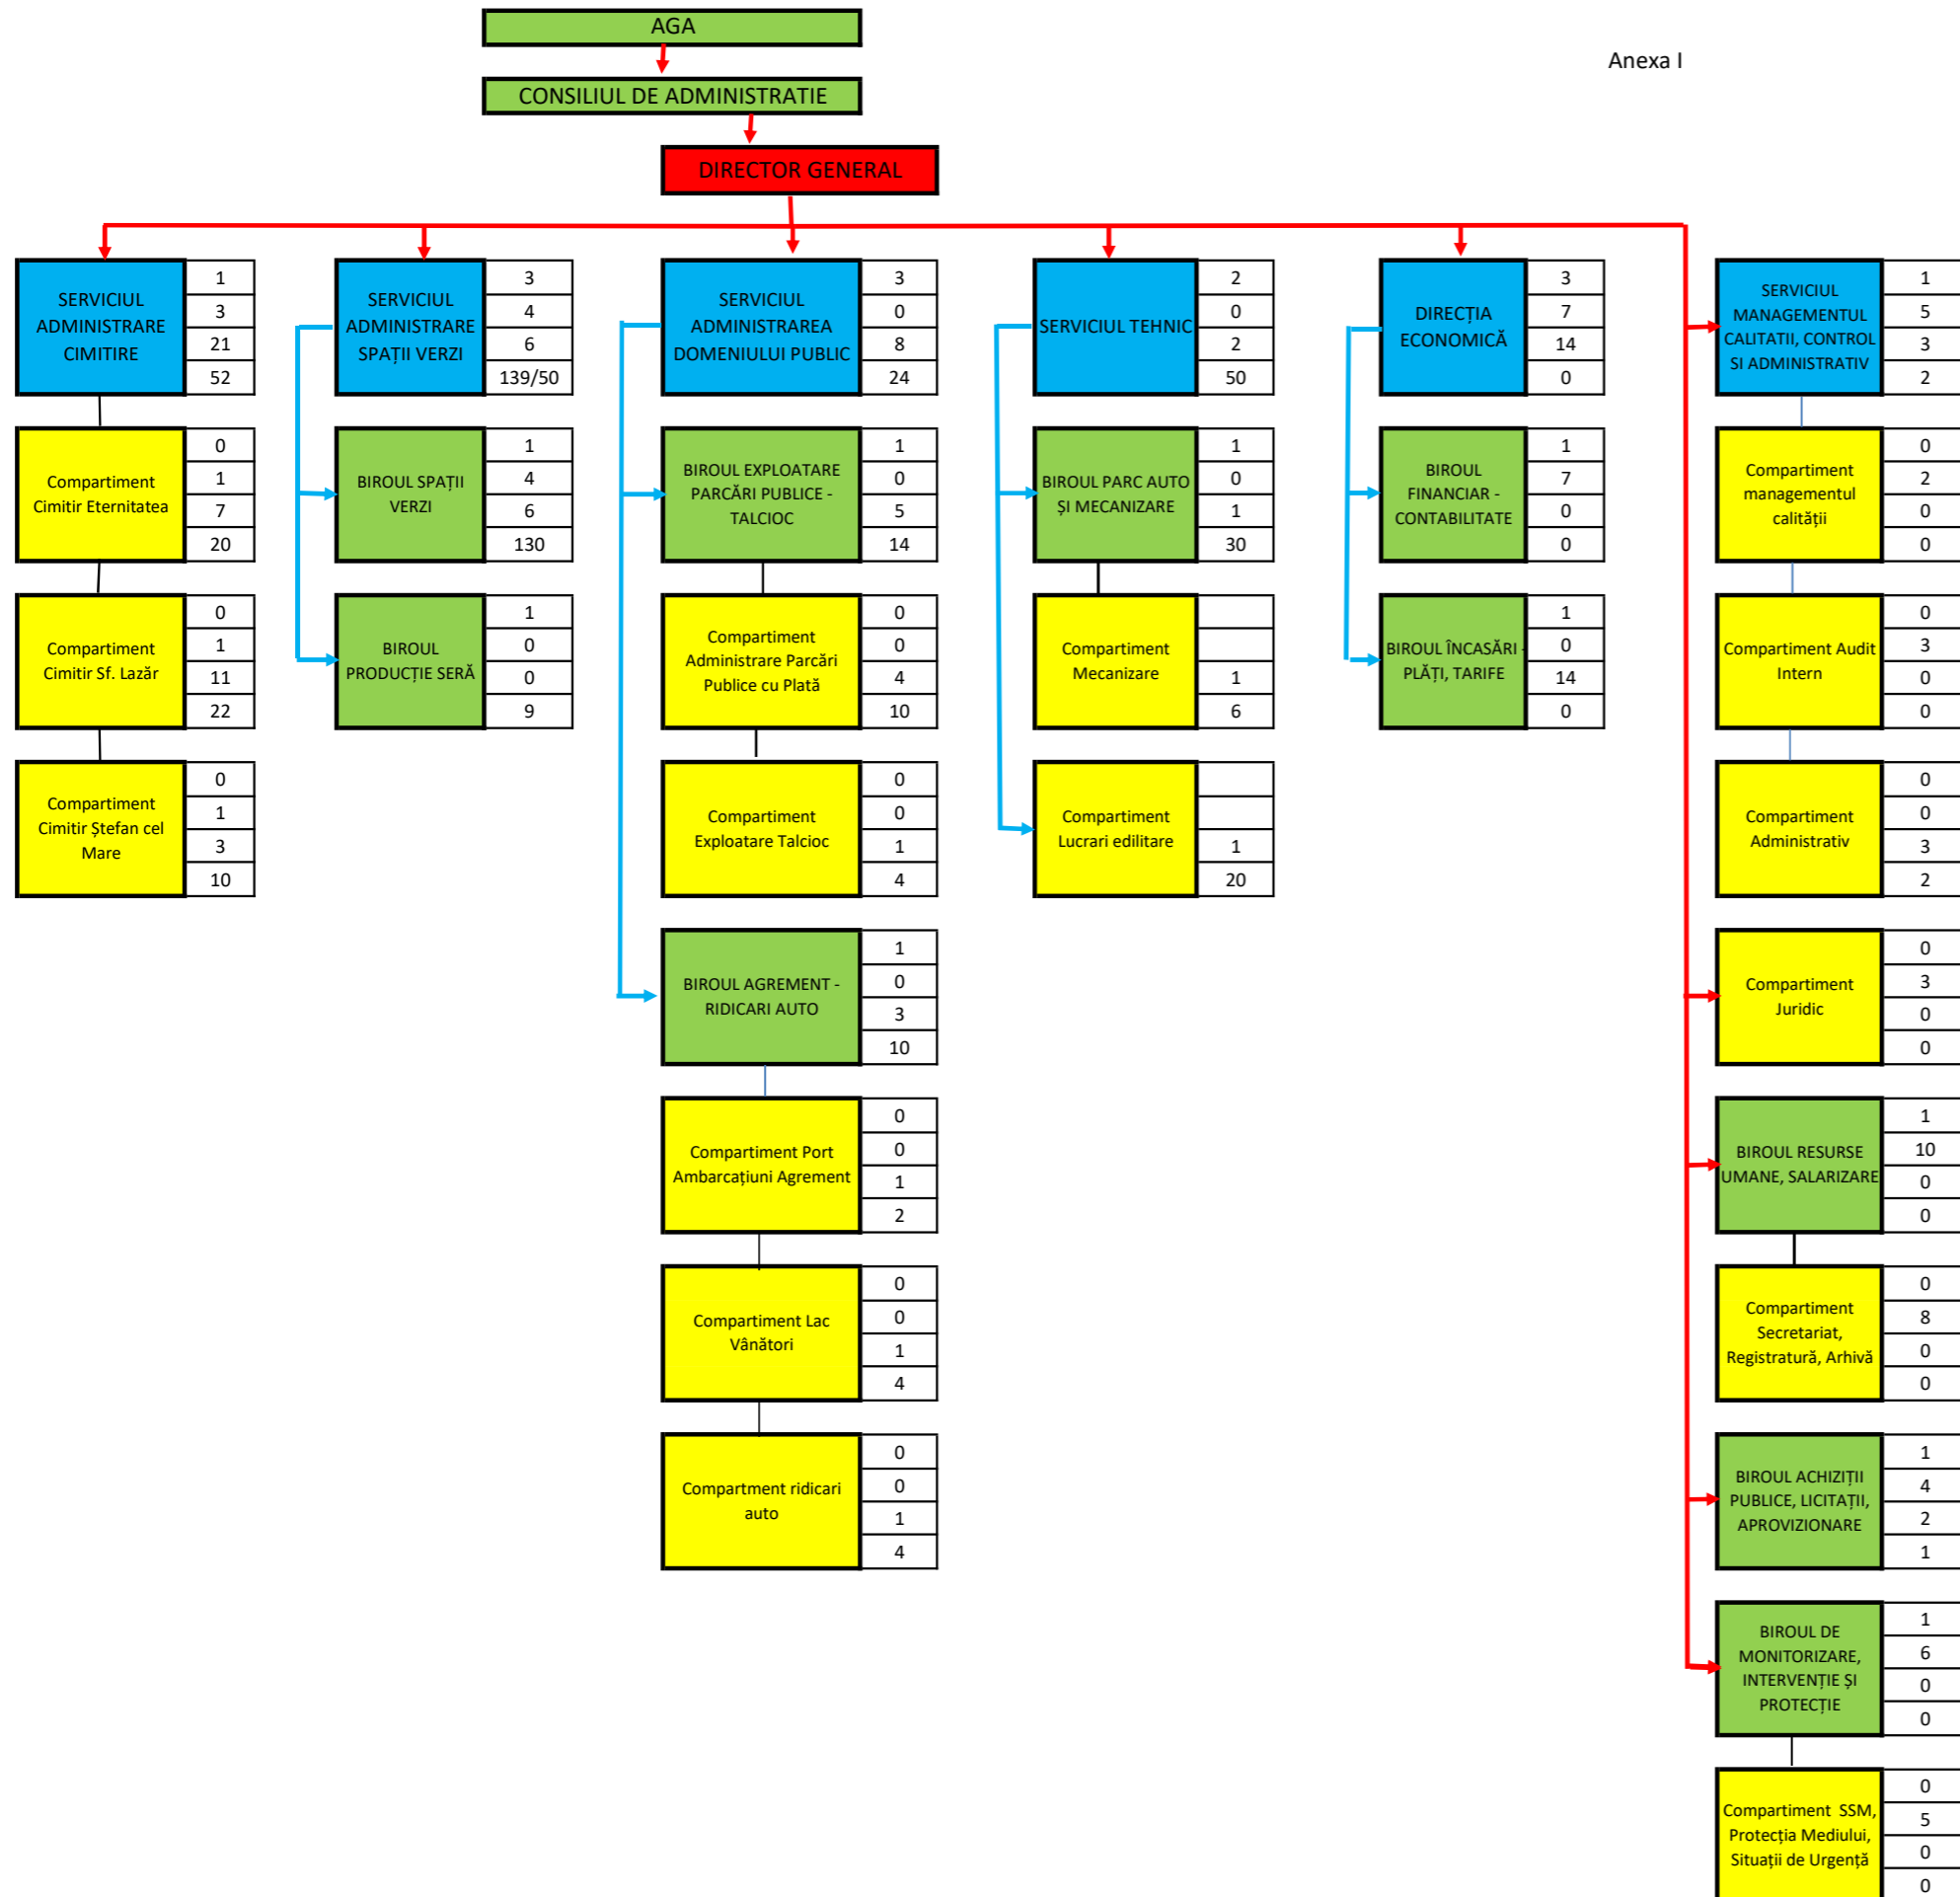 AGA
Anexa I
CONSILIUL DE ADMINISTRATIE
DIRECTOR GENERAL
SERVICIUL
ADMINISTRARE
CIMITIRE
1
3
21
52
SERVICIUL
ADMINISTRARE
SPAȚII VERZI
3
4
6
139/50
SERVICIUL
ADMINISTRAREA
DOMENIULUI PUBLIC
3
0
8
24
SERVICIUL TEHNIC
2
0
2
50
DIRECȚIA
ECONOMICĂ
3
7
14
0
SERVICIUL
MANAGEMENTUL
CALITATII, CONTROL
SI ADMINISTRATIV
1
5
3
2
Compartiment
Cimitir Eternitatea
0
1
7
20
BIROUL SPAȚII
VERZI
1
4
6
130
BIROUL EXPLOATARE
PARCĂRI PUBLICE -
TALCIOC
1
0
5
14
BIROUL PARC AUTO
ȘI MECANIZARE
1
0
1
30
BIROUL
FINANCIAR -
CONTABILITATE
1
7
0
0
Compartiment
managementul
calității
0
2
0
0
Compartiment
Cimitir Sf. Lazăr
0
1
11
22
BIROUL
PRODUCȚIE SERĂ
1
0
0
9
Compartiment
Administrare Parcări
Publice cu Plată
0
0
4
10
Compartiment
Mecanizare
1
6
BIROUL ÎNCASĂRI -
PLĂȚI, TARIFE
1
0
14
0
Compartiment Audit
Intern
0
3
0
0
Compartiment
Cimitir Ștefan cel
Mare
0
1
3
10
Compartiment
Exploatare Talcioc
0
0
1
4
Compartiment
Lucrari edilitare
1
20
Compartiment
Administrativ
0
0
3
2
BIROUL AGREMENT -
RIDICARI AUTO
1
0
3
10
Compartiment
Juridic
0
3
0
0
Compartiment Port
Ambarcațiuni Agrement
0
0
1
2
BIROUL RESURSE
UMANE, SALARIZARE
1
10
0
0
Compartiment Lac
Vânători
0
0
1
4
Compartiment
Secretariat,
Registratură, Arhivă
0
8
0
0
Compartment ridicari
auto
0
0
1
4
BIROUL ACHIZIȚII
PUBLICE, LICITAȚII,
APROVIZIONARE
1
4
2
1
BIROUL DE
MONITORIZARE,
INTERVENȚIE ȘI
PROTECȚIE
1
6
0
0
Compartiment  SSM,
Protecția Mediului,
Situații de Urgență
0
5
0
0